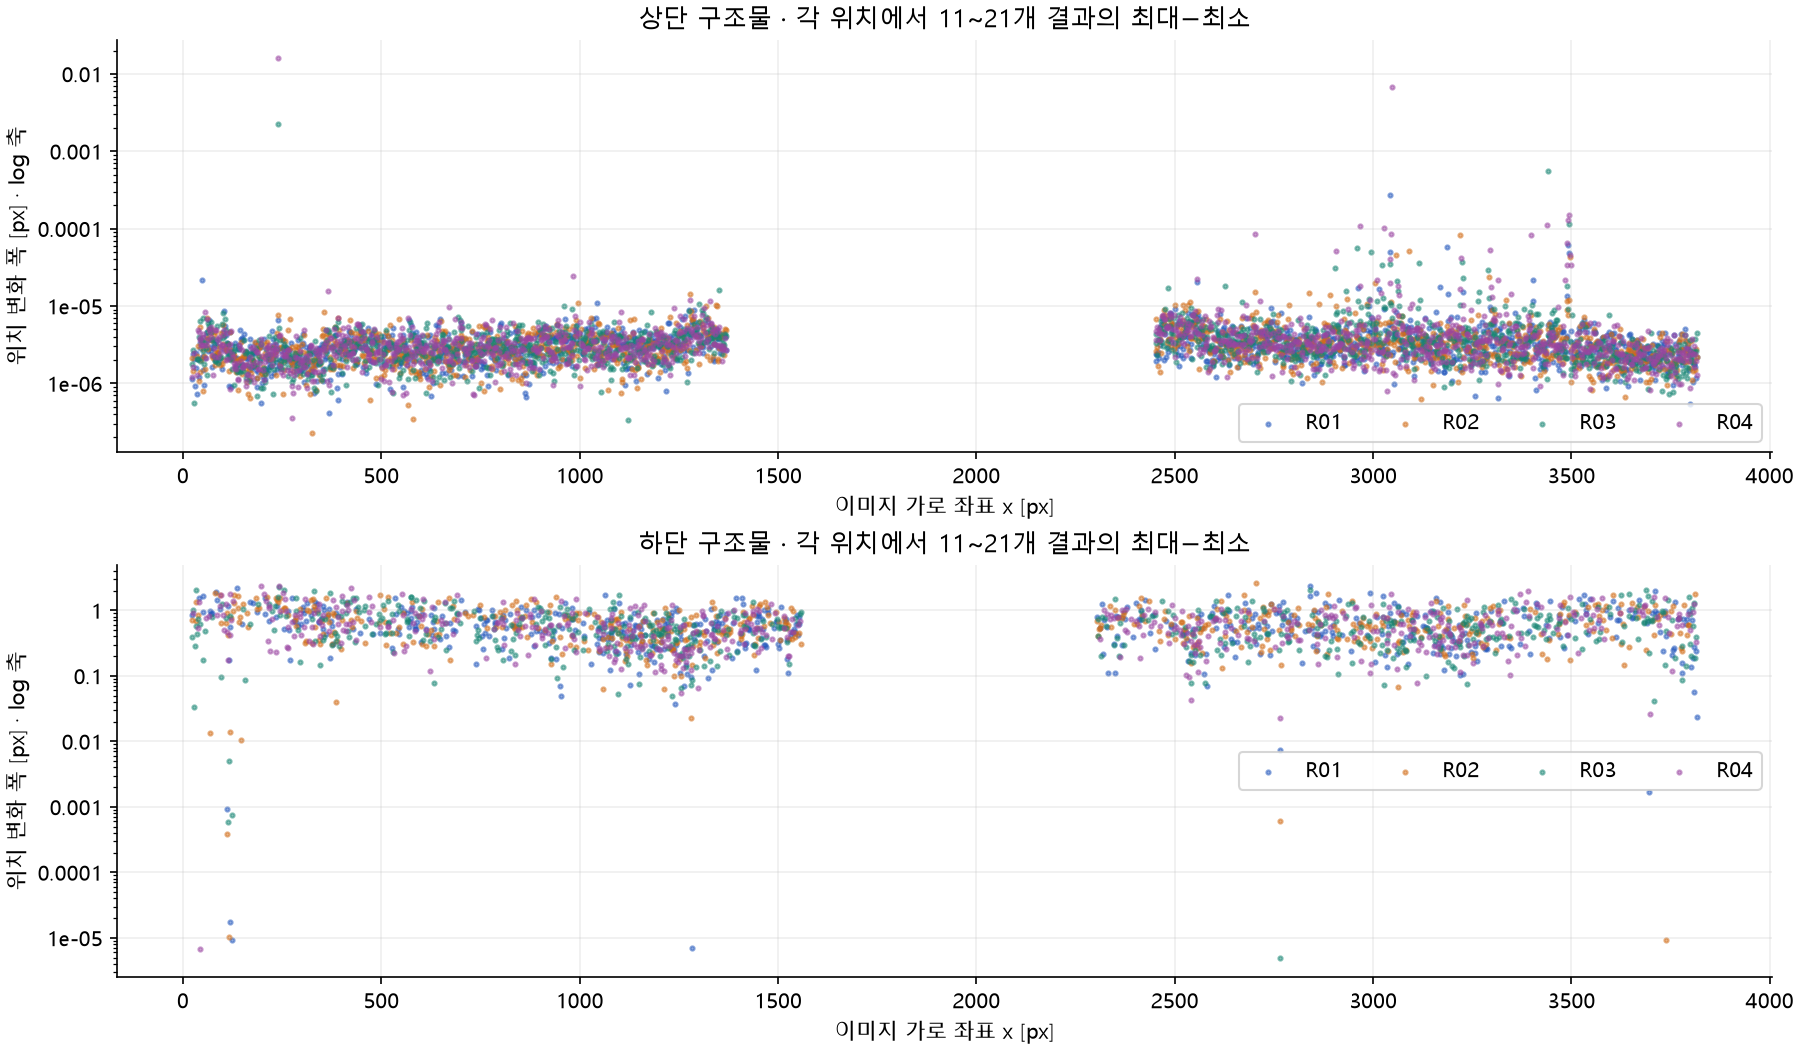 상단 구조물 · 각 위치에서 11~21개 결과의 최대−최소
위치 변화 폭 [px] · log 축
0.01
0.001
0.0001
1e-05
1e-06
R01 R02 R03 R04
0 500 1000 1500 2000 2500 3000 3500 4000
이미지 가로 좌표 x [px]
하단 구조물 · 각 위치에서 11~21개 결과의 최대−최소
위치 변화 폭 [px] · log 축
1
0.1
0.01
0.001
0.0001
1e-05
R01 R02 R03 R04
0 500 1000 1500 2000 2500 3000 3500 4000
이미지 가로 좌표 x [px]